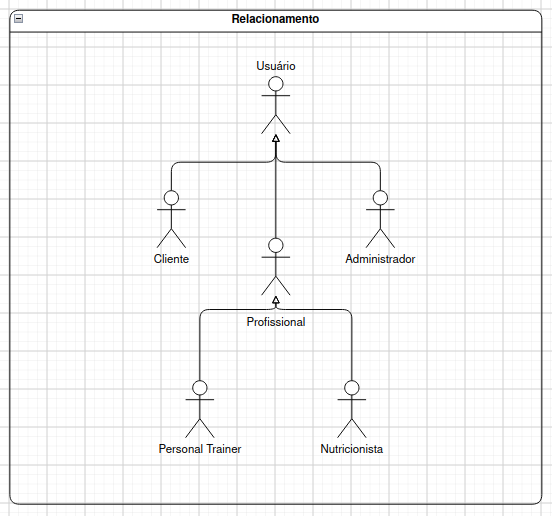 Relacionamento
Usuário
Cliente
Administrador
Profissional
Personal Trainer
Nutricionista